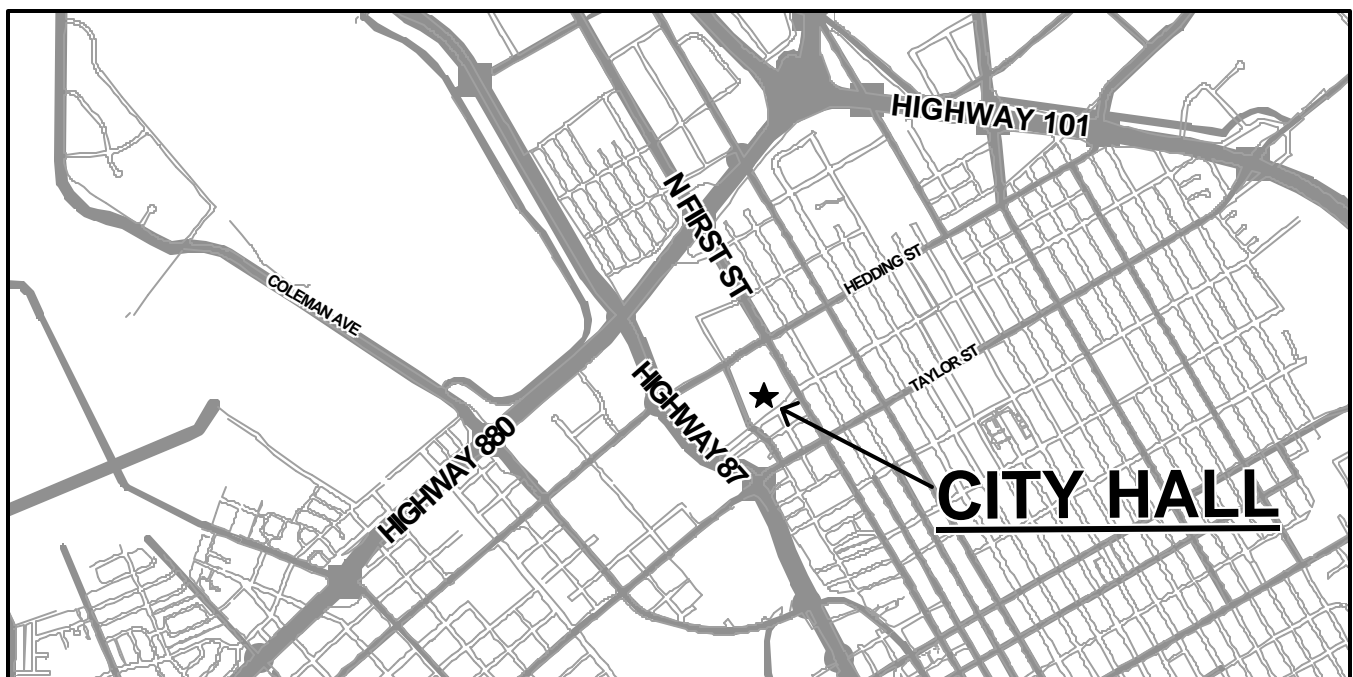 HIGHWAY 101
N FIRST ST
HEDDING ST
COLEMAN AVE
TAYLOR ST
HIGHWAY 87
HIGHWAY 880
CITY HALL